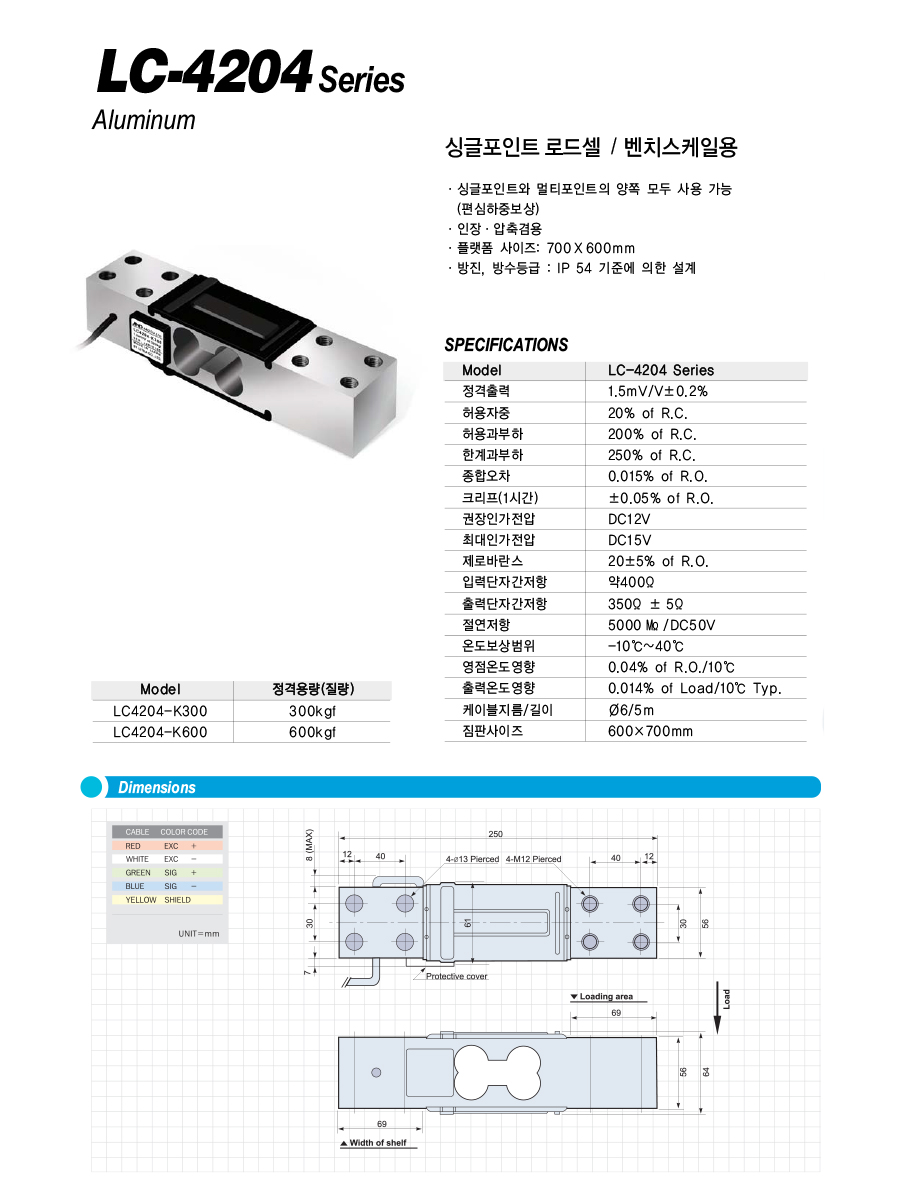 LC-4204 Series
Aluminum
싱글포인트 로드셀 / 벤치스케일용
· 싱글포인트와 멀티포인트의 양쪽 모두 사용 가능
(편심하중보상)
· 인장 · 압축겸용
· 플랫폼 사이즈: 700X600mm
· 방진, 방수등급 : IP 54 기준에 의한 설계
SPECIFICATIONS
Model LC-4204 Series
정격출력 1.5mV/V±0.2%
허용자중 20% of R.C.
허용과부하 200% of R.C.
한계과부하 250% of R.C.
종합오차 0.015% of R.O.
크리프(1시간) ±0.05% of R.O.
권장인가전압 DC12V
최대인가전압 DC15V
제로바란스 20±5% of R.O.
입력단자간저항 약400Ω
출력단자간저항 350Ω ± 5Ω
절연저항 5000 ㏁ /DC50V
온도보상범위 -10℃~40℃
영점온도영향 0.04% of R.O./10℃
출력온도영향 0.014% of Load/10℃ Typ.
케이블지름/길이 Ø6/5m
짐판사이즈 600×700mm
Model 정격용량(질량)
LC4204-K300 300kgf
LC4204-K600 600kgf
Dimensions
CABLE COLOR CODE
RED EXC +
WHITE EXC −
GREEN SIG +
BLUE SIG −
YELLOW SHIELD
UNIT=mm
250
8 (MAX)
12
40
4-ø13 Pierced
4-M12 Pierced
40
12
30
61
30
56
7
Protective cover
▼ Loading area
Load
69
56
64
69
▲ Width of shelf